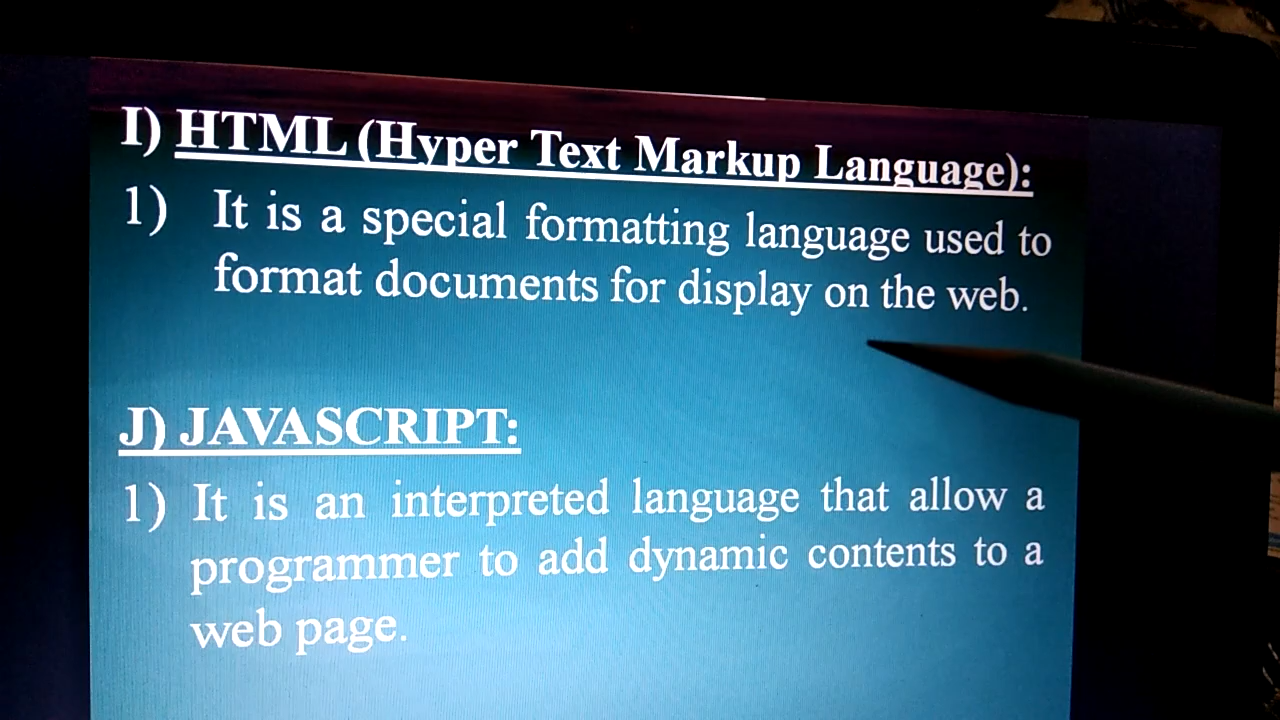 I) HTML (Hyper Text Markup Language):
1) It is a special formatting language used to
format documents for display on the web.
J) JAVASCRIPT:
1) It is an interpreted language that allow a
programmer to add dynamic contents to a
web page.